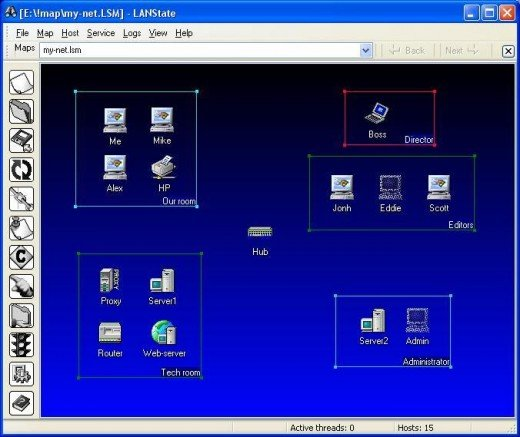 [E:\!map\my-net.LSM] - LANState
File Map Host Service Logs View Help
Maps my-net.lsm Back Next
Me Mike
Alex HP
Our room
Boss
Director
Jonh Eddie Scott
Editors
Hub
Proxy Server1
PROXY
Router Web-server
Tech room
Server2 Admin
Administrator
Active threads: 0 Hosts: 15